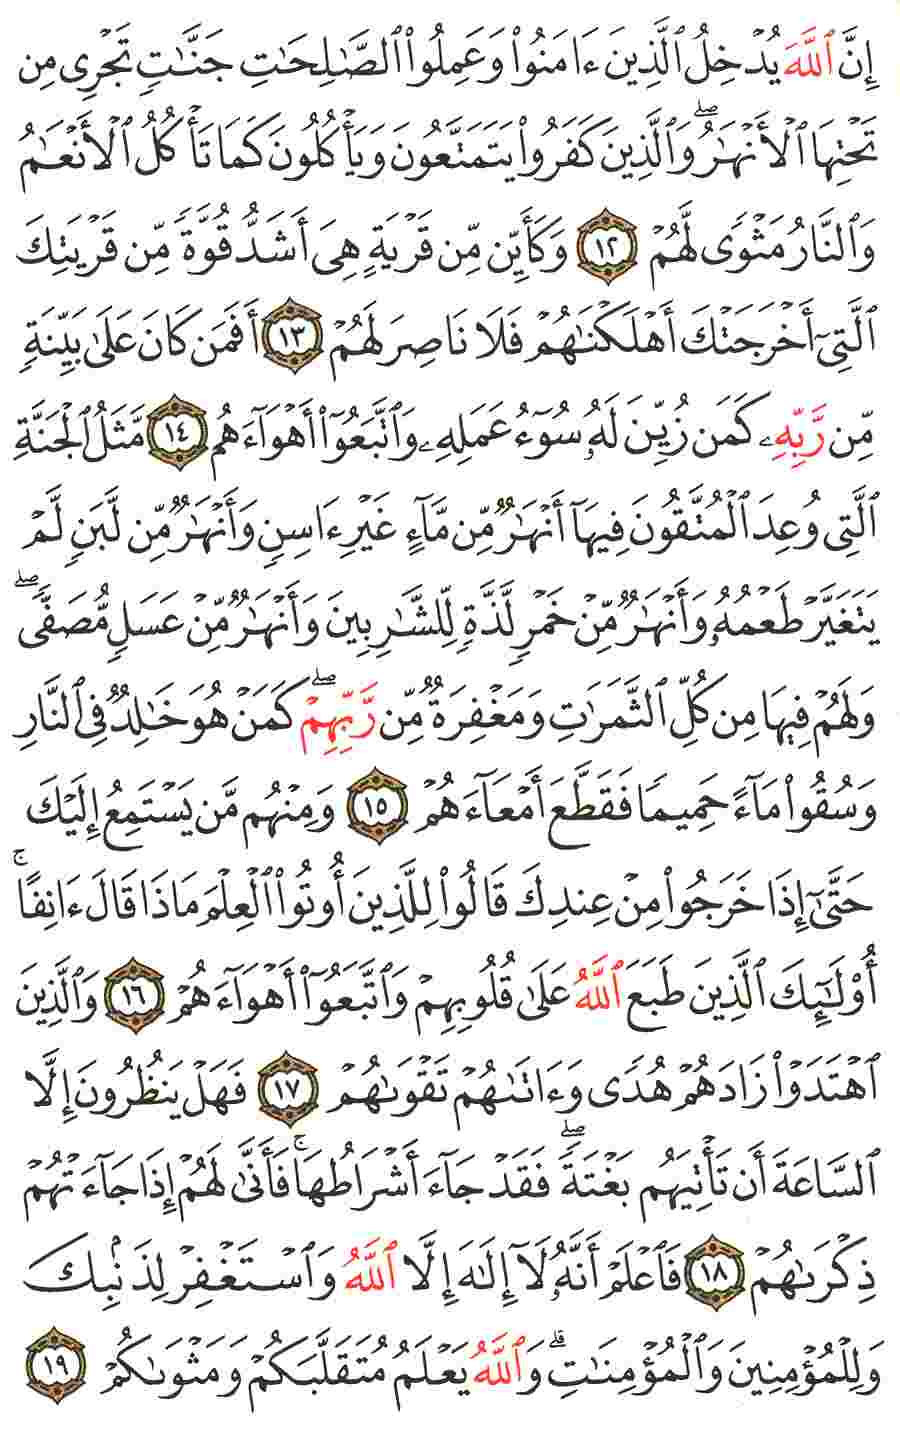 إِنَّ ٱللَّهَ يُدْخِلُ ٱلَّذِينَ ءَامَنُوا۟ وَعَمِلُوا۟ ٱلصَّـٰلِحَـٰتِ جَنَّـٰتٍ تَجْرِى مِن
تَحْتِهَا ٱلْأَنْهَـٰرُ ۖ وَٱلَّذِينَ كَفَرُوا۟ يَتَمَتَّعُونَ وَيَأْكُلُونَ كَمَا تَأْكُلُ ٱلْأَنْعَـٰمُ
وَٱلنَّارُ مَثْوًى لَّهُمْ ١٢ وَكَأَيِّن مِّن قَرْيَةٍ هِىَ أَشَدُّ قُوَّةً مِّن قَرْيَتِكَ
ٱلَّتِىٓ أَخْرَجَتْكَ أَهْلَكْنَـٰهُمْ فَلَا نَاصِرَ لَهُمْ ١٣ أَفَمَن كَانَ عَلَىٰ بَيِّنَةٍ
مِّن رَّبِّهِۦ كَمَن زُيِّنَ لَهُۥ سُوٓءُ عَمَلِهِۦ وَٱتَّبَعُوٓا۟ أَهْوَآءَهُم ١٤ مَّثَلُ ٱلْجَنَّةِ
ٱلَّتِى وُعِدَ ٱلْمُتَّقُونَ فِيهَآ أَنْهَـٰرٌ مِّن مَّآءٍ غَيْرِ ءَاسِنٍ وَأَنْهَـٰرٌ مِّن لَّبَنٍ لَّمْ
يَتَغَيَّرْ طَعْمُهُۥ وَأَنْهَـٰرٌ مِّنْ خَمْرٍ لَّذَّةٍ لِّلشَّـٰرِبِينَ وَأَنْهَـٰرٌ مِّنْ عَسَلٍ مُّصَفًّى ۖ
وَلَهُمْ فِيهَا مِن كُلِّ ٱلثَّمَرَٰتِ وَمَغْفِرَةٌ مِّن رَّبِّهِمْ ۖ كَمَنْ هُوَ خَـٰلِدٌ فِى ٱلنَّارِ
وَسُقُوا۟ مَآءً حَمِيمًا فَقَطَّعَ أَمْعَآءَهُمْ ١٥ وَمِنْهُم مَّن يَسْتَمِعُ إِلَيْكَ
حَتَّىٰٓ إِذَا خَرَجُوا۟ مِنْ عِندِكَ قَالُوا۟ لِلَّذِينَ أُوتُوا۟ ٱلْعِلْمَ مَاذَا قَالَ ءَانِفًا ۚ
أُو۟لَـٰٓئِكَ ٱلَّذِينَ طَبَعَ ٱللَّهُ عَلَىٰ قُلُوبِهِمْ وَٱتَّبَعُوٓا۟ أَهْوَآءَهُمْ ١٦ وَٱلَّذِينَ
ٱهْتَدَوْا۟ زَادَهُمْ هُدًى وَءَاتَىٰهُمْ تَقْوَىٰهُمْ ١٧ فَهَلْ يَنظُرُونَ إِلَّا
ٱلسَّاعَةَ أَن تَأْتِيَهُم بَغْتَةً ۖ فَقَدْ جَآءَ أَشْرَاطُهَا ۚ فَأَنَّىٰ لَهُمْ إِذَا جَآءَتْهُمْ
ذِكْرَىٰهُمْ ١٨ فَٱعْلَمْ أَنَّهُۥ لَآ إِلَـٰهَ إِلَّا ٱللَّهُ وَٱسْتَغْفِرْ لِذَنۢبِكَ
وَلِلْمُؤْمِنِينَ وَٱلْمُؤْمِنَـٰتِ ۗ وَٱللَّهُ يَعْلَمُ مُتَقَلَّبَكُمْ وَمَثْوَىٰكُمْ ١٩